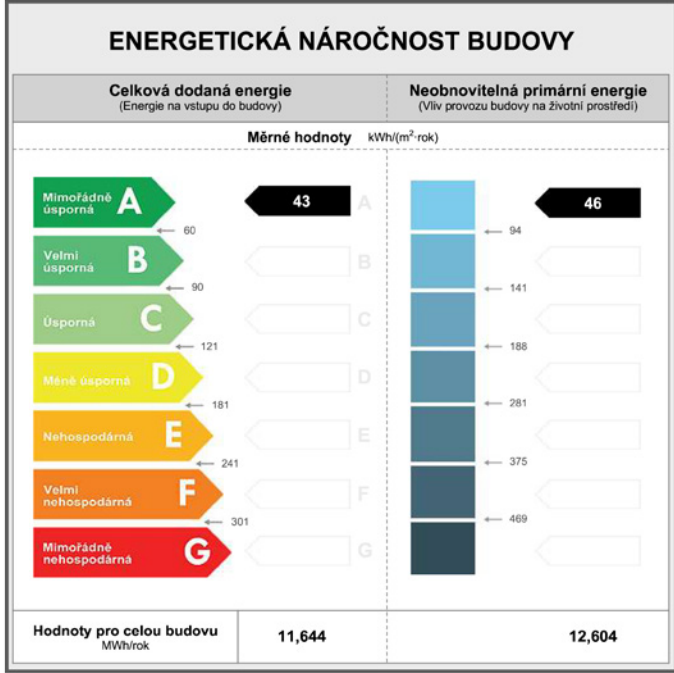 ENERGETICKÁ NÁROČNOST BUDOVY
Celková dodaná energie
(Energie na vstupu do budovy)
Neobnovitelná primární energie
(Vliv provozu budovy na životní prostředí)
Měrné hodnoty kWh/(m²·rok)
Mimořádně úsporná A
43
A
46
60
94
Velmi úsporná B
B
90
141
Úsporná C
C
121
188
Méně úsporná D
D
181
281
Nehospodárná E
E
241
375
Velmi nehospodárná F
F
301
469
Mimořádně nehospodárná G
G
Hodnoty pro celou budovu
MWh/rok
11,644
12,604